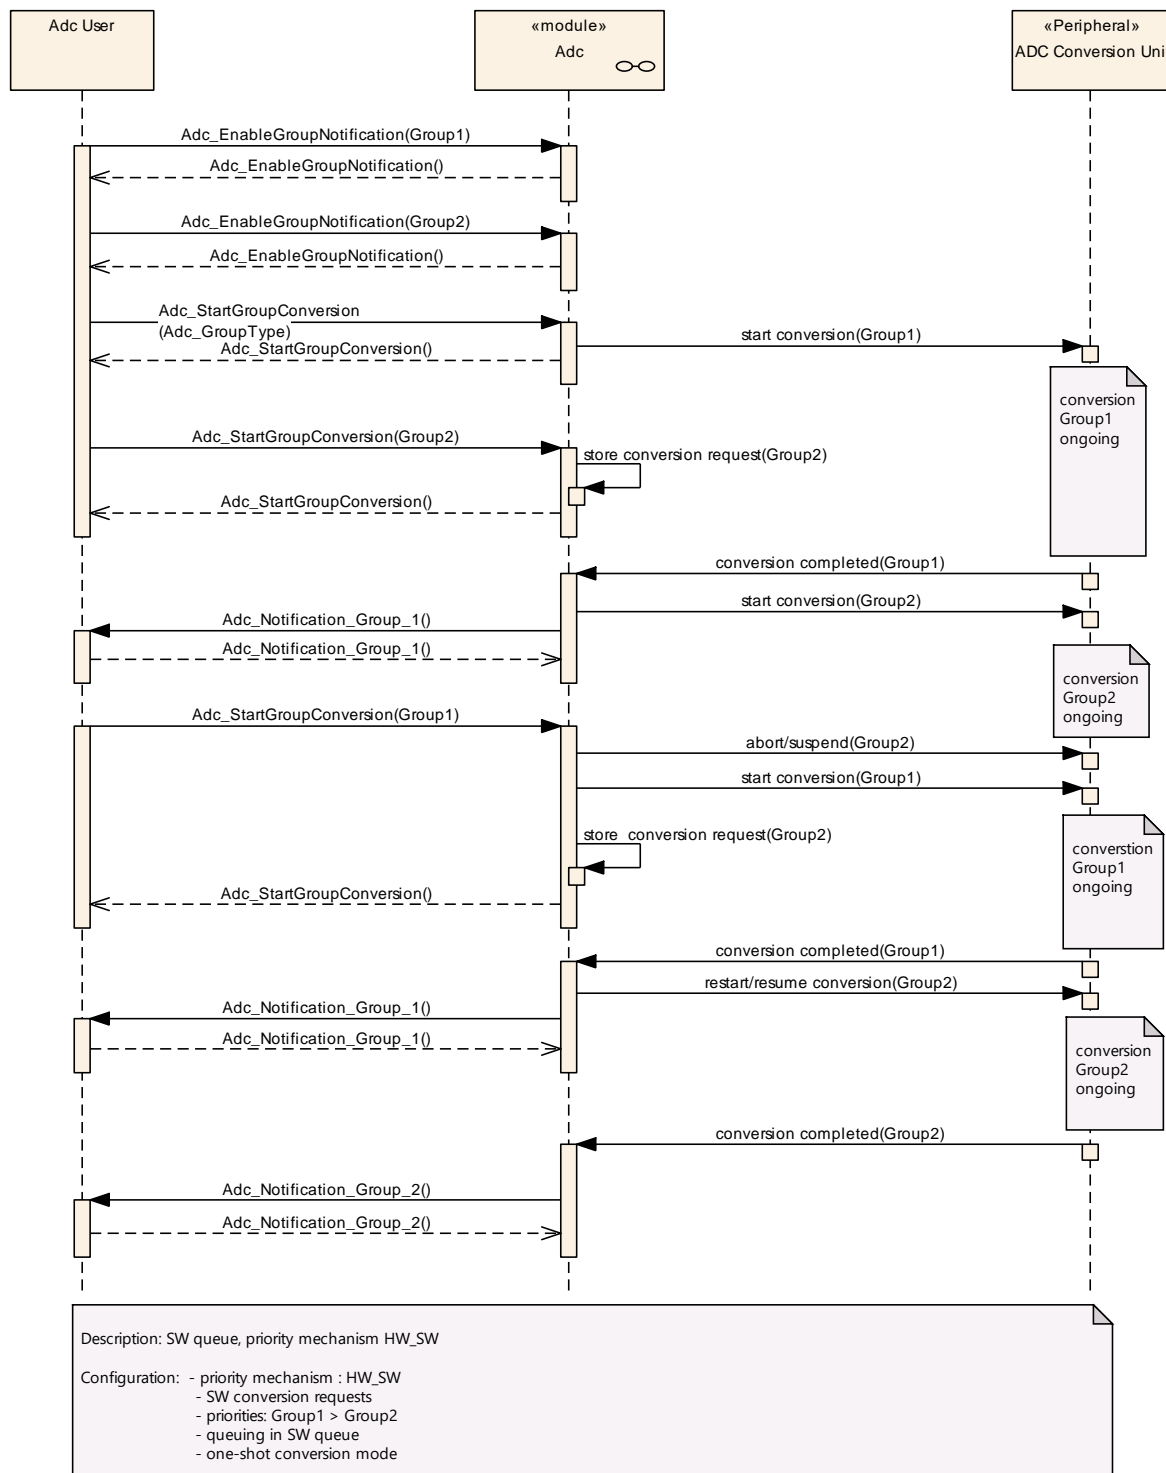 Adc User
«module»
Adc
«Peripheral»
ADC Conversion Uni
Adc_EnableGroupNotification(Group1)
Adc_EnableGroupNotification()
Adc_EnableGroupNotification(Group2)
Adc_EnableGroupNotification()
Adc_StartGroupConversion
(Adc_GroupType)
start conversion(Group1)
Adc_StartGroupConversion()
conversion
Group1
ongoing
Adc_StartGroupConversion(Group2)
store conversion request(Group2)
Adc_StartGroupConversion()
conversion completed(Group1)
start conversion(Group2)
Adc_Notification_Group_1()
Adc_Notification_Group_1()
conversion
Group2
ongoing
Adc_StartGroupConversion(Group1)
abort/suspend(Group2)
start conversion(Group1)
store  conversion request(Group2)
converstion
Group1
ongoing
Adc_StartGroupConversion()
conversion completed(Group1)
restart/resume conversion(Group2)
Adc_Notification_Group_1()
Adc_Notification_Group_1()
conversion
Group2
ongoing
conversion completed(Group2)
Adc_Notification_Group_2()
Adc_Notification_Group_2()
Description: SW queue, priority mechanism HW_SW
Configuration:  - priority mechanism : HW_SW
- SW conversion requests
- priorities: Group1 > Group2
- queuing in SW queue
- one-shot conversion mode